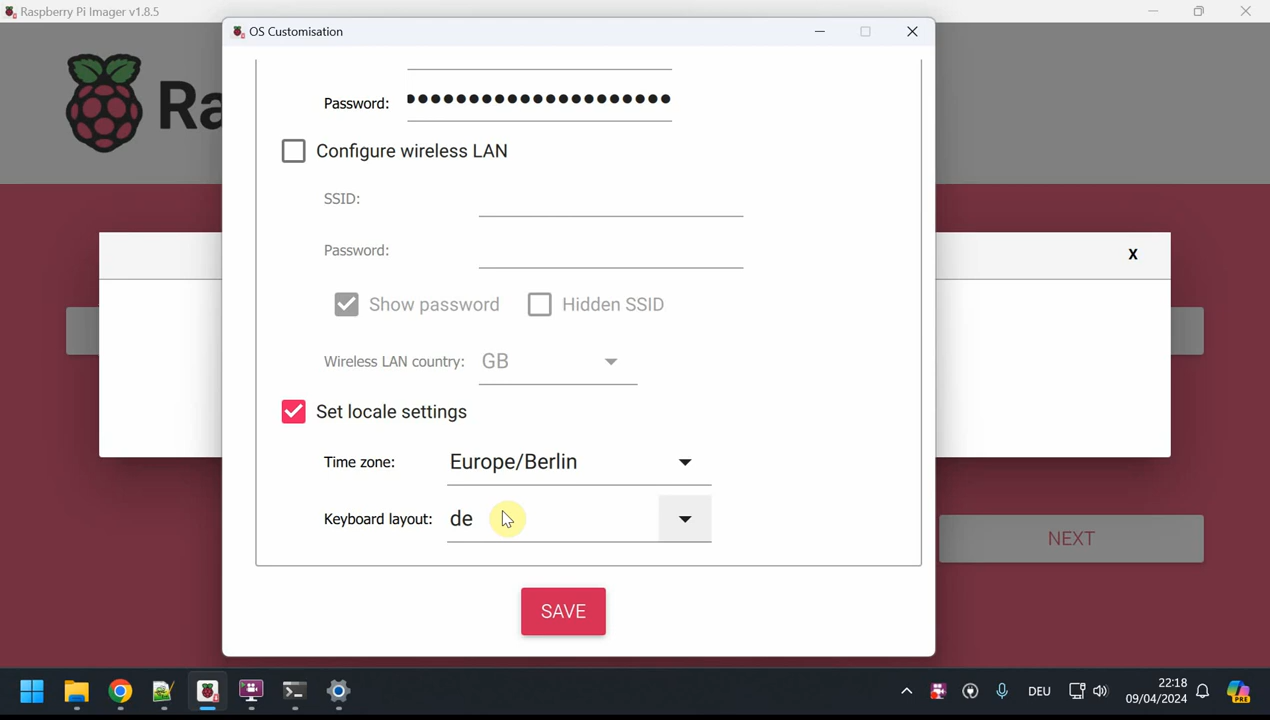 Raspberry Pi Imager v1.8.5
OS Customisation
Ra
Password: ●●●●●●●●●●●●●●●●●●●●●
Configure wireless LAN
SSID:
Password:
X
Show password Hidden SSID
Wireless LAN country: GB
Set locale settings
Time zone: Europe/Berlin
Keyboard layout: de
NEXT
SAVE
DEU
22:18
09/04/2024
PRE